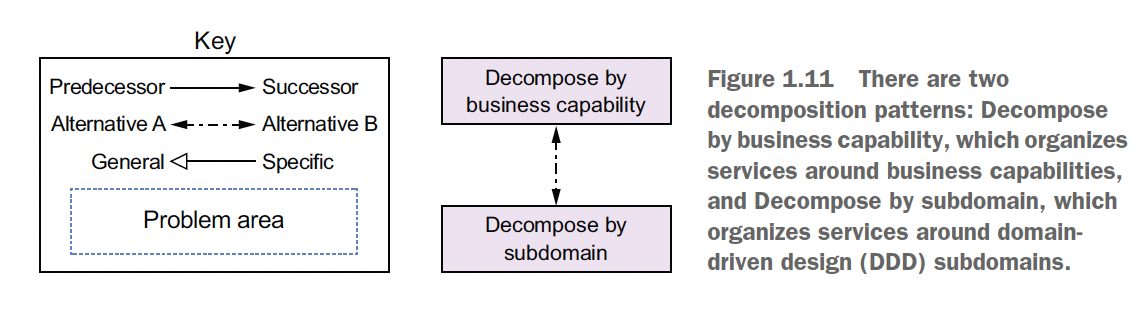 Key
Predecessor Successor
Alternative A Alternative B
General Specific
Problem area
Decompose by
business capability
Decompose by
subdomain
Figure 1.11 There are two
decomposition patterns: Decompose
by business capability, which organizes
services around business capabilities,
and Decompose by subdomain, which
organizes services around domain-
driven design (DDD) subdomains.